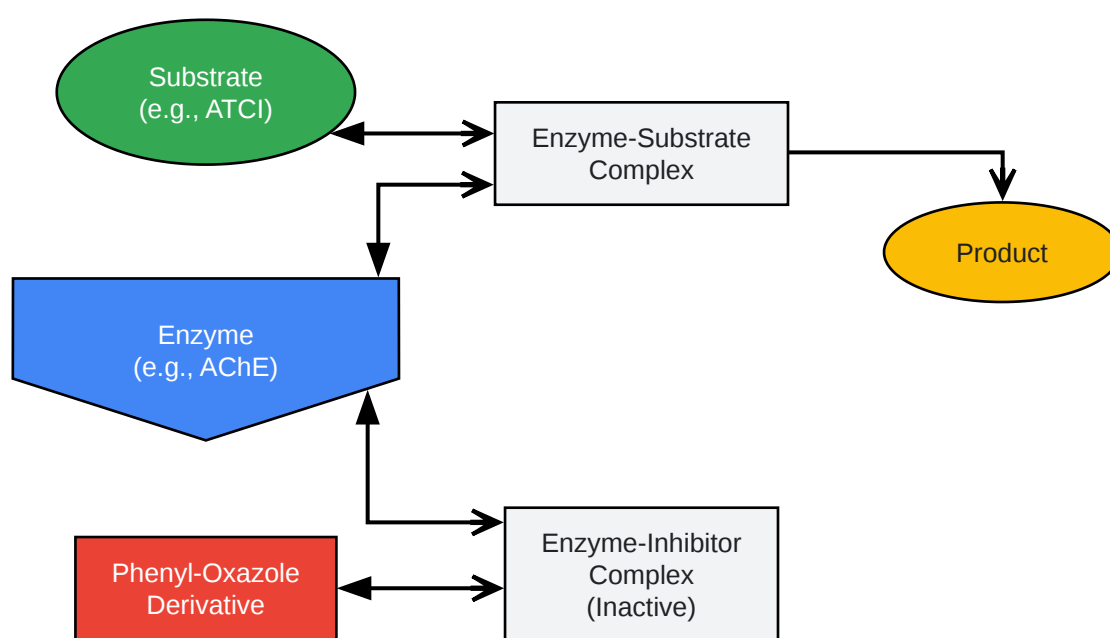 Substrate
(e.g., ATCI)
Enzyme-Substrate
Complex
Product
Enzyme
(e.g., AChE)
Enzyme-Inhibitor
Complex
(Inactive)
Phenyl-Oxazole
Derivative